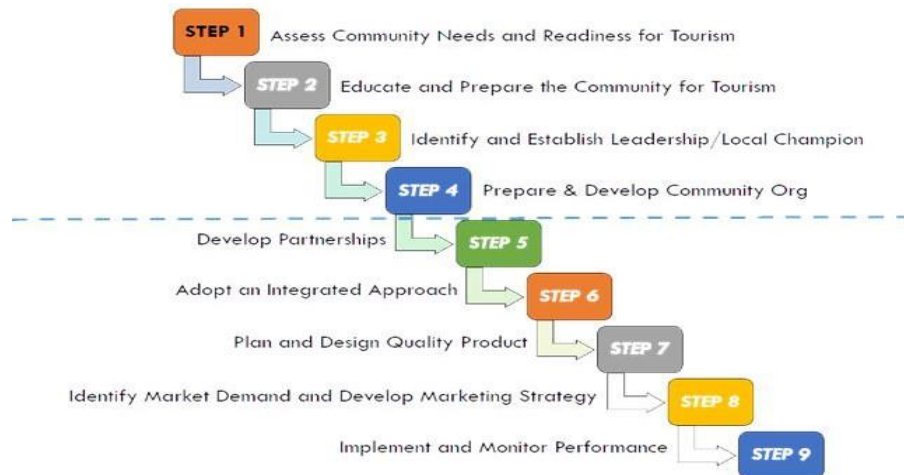 STEP 1 Assess Community Needs and Readiness for Tourism
STEP 2 Educate and Prepare the Community for Tourism
STEP 3 Identify and Establish Leadership/Local Champion
STEP 4 Prepare & Develop Community Org
Develop Partnerships STEP 5
Adopt an Integrated Approach STEP 6
Plan and Design Quality Product STEP 7
Identify Market Demand and Develop Marketing Strategy STEP 8
Implement and Monitor Performance STEP 9